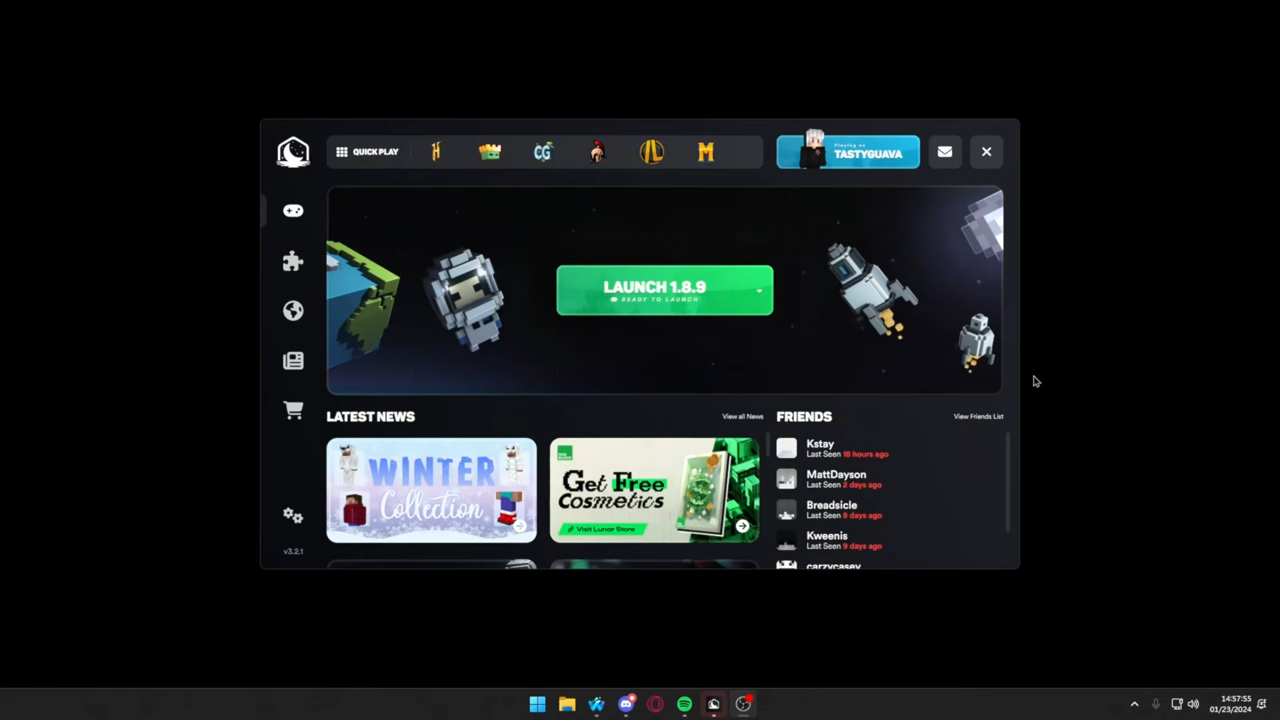 QUICK PLAY
CG
IL
M
Playing as
TASTYGUAVA
LAUNCH 1.8.9
READY TO LAUNCH
LATEST NEWS
View all News
FRIENDS
View Friends List
WINTER
Collection
Get Free
Cosmetics
Visit Lunar Store
Kstay
Last Seen 18 hours ago
MattDayson
Last Seen 2 days ago
Breadsicle
Last Seen 8 days ago
Kweenis
Last Seen 9 days ago
carzycasey
v3.2.1
14:57:55
01/23/2024